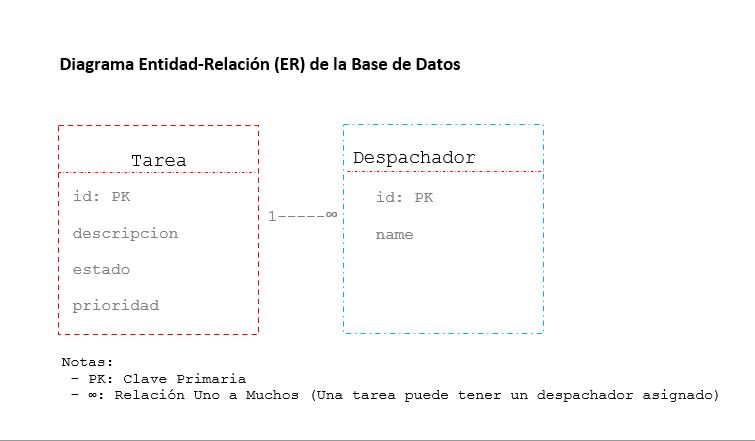 Diagrama Entidad-Relación (ER) de la Base de Datos
Tarea
id: PK
descripcion
estado
prioridad
1-----∞
Despachador
id: PK
name
Notas:
- PK: Clave Primaria
- ∞: Relación Uno a Muchos (Una tarea puede tener un despachador asignado)